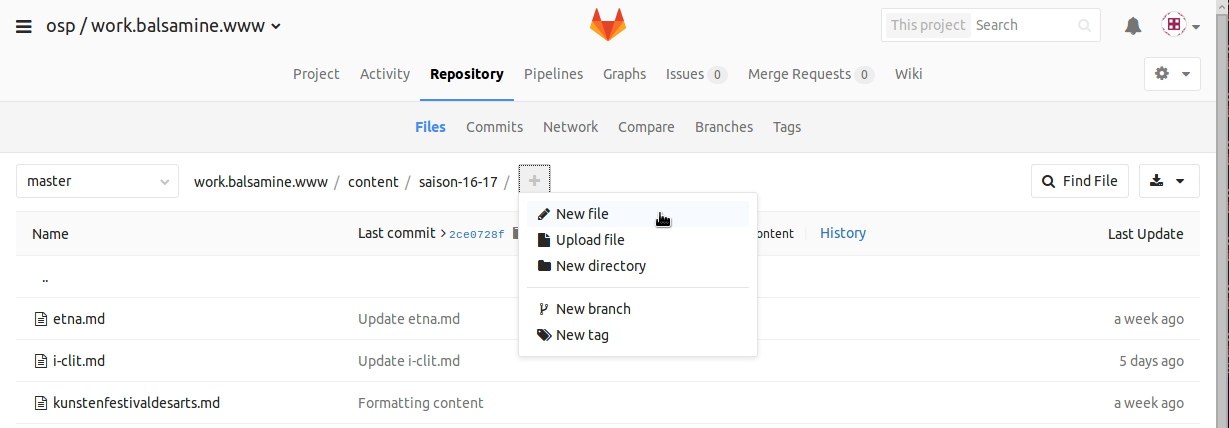 osp / work.balsamine.www
This project Search
Project Activity Repository Pipelines Graphs Issues 0 Merge Requests 0 Wiki
Files Commits Network Compare Branches Tags
master work.balsamine.www / content / saison-16-17 / + Find File
New file
Upload file
New directory
New branch
New tag
Name Last commit > 2ce0728f ontent History Last Update
..
etna.md Update etna.md a week ago
i-clit.md Update i-clit.md 5 days ago
kunstenfestivaldesarts.md Formatting content a week ago